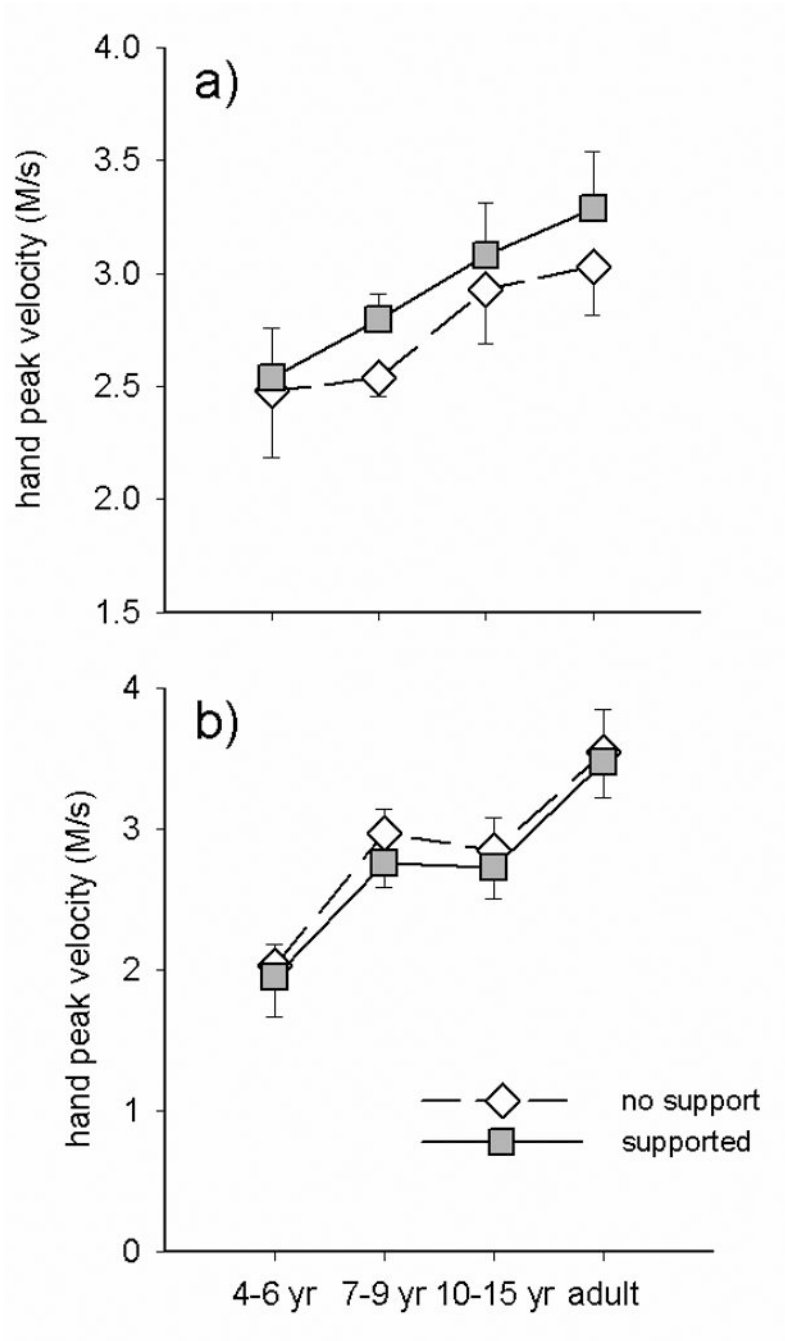 a)
hand peak velocity (M/s)
4.0
3.5
3.0
2.5
2.0
1.5
b)
hand peak velocity (M/s)
4
3
2
1
0
no support
supported
4-6 yr 7-9 yr 10-15 yr adult